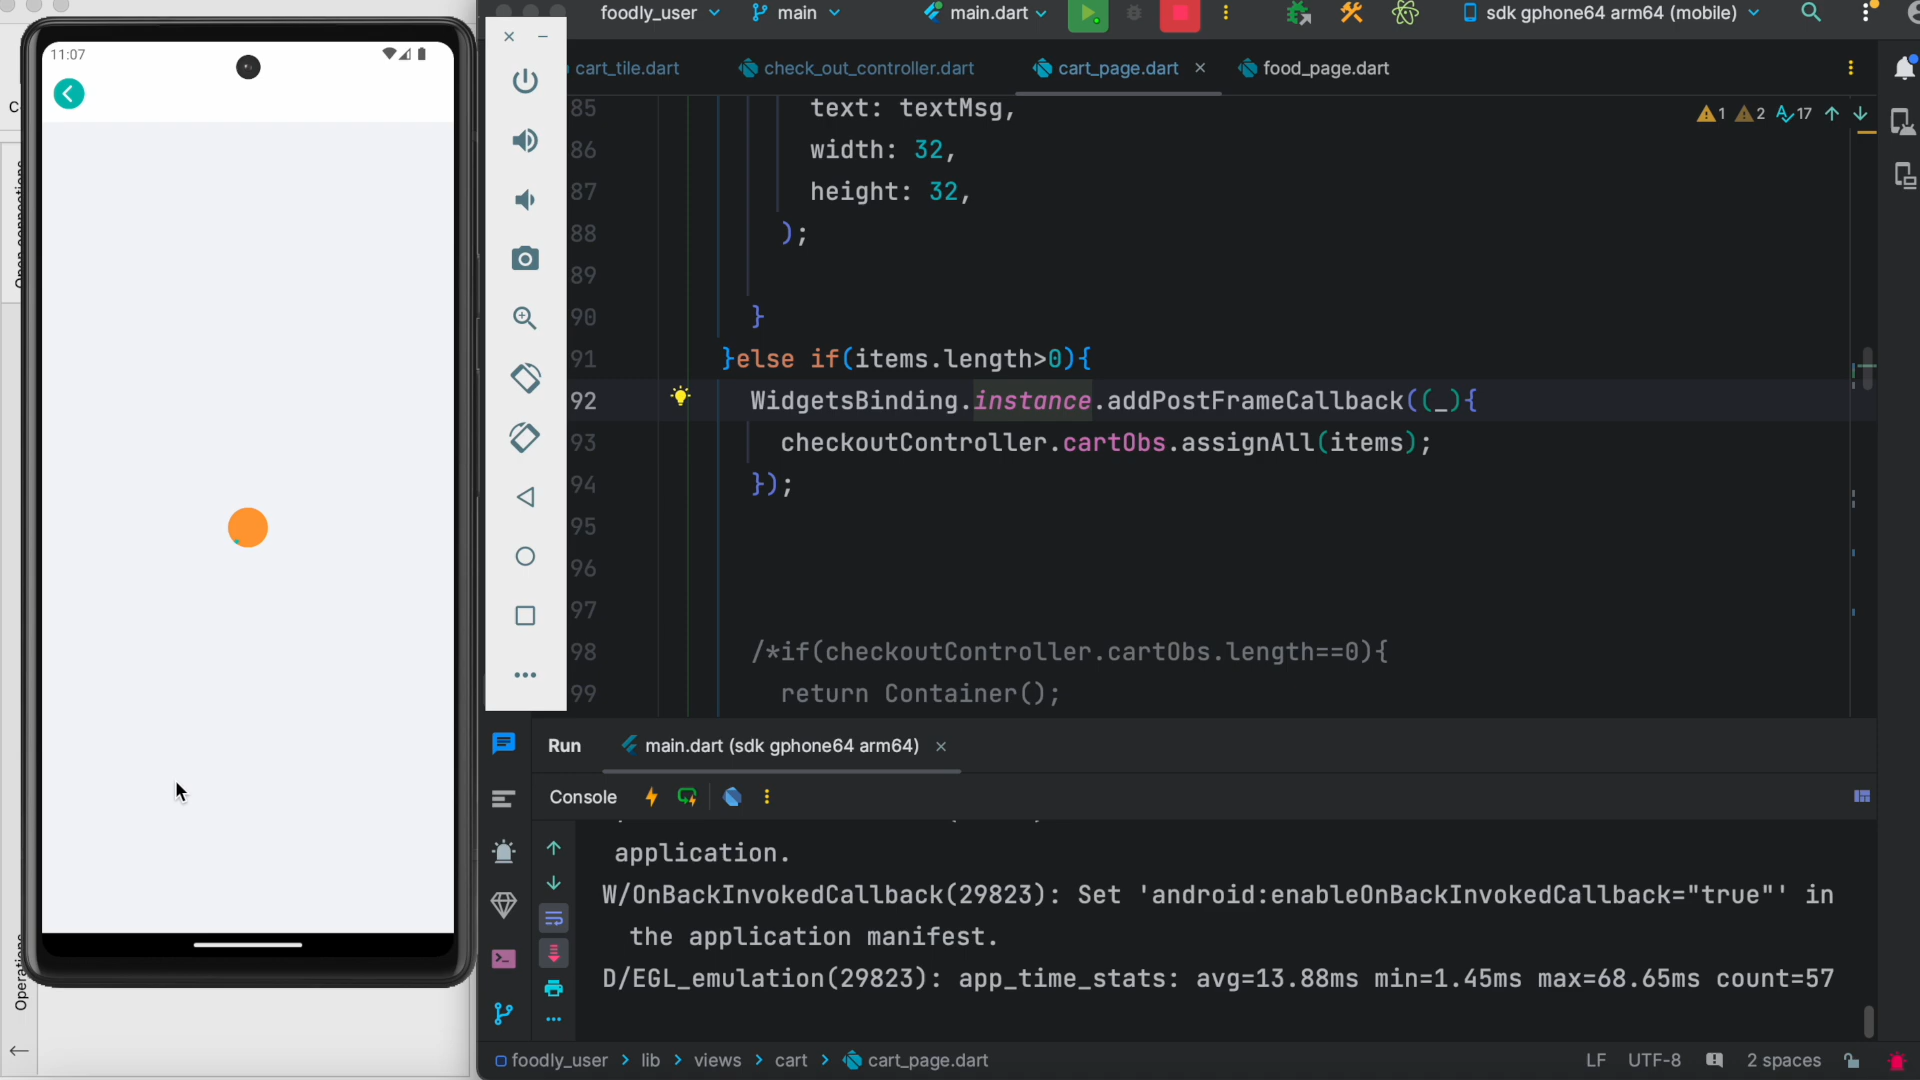 foodly_user
main
main.dart
sdk gphone64 arm64 (mobile)
11:07
cart_tile.dart
check_out_controller.dart
cart_page.dart
food_page.dart
1 2 17
85 text: textMsg,
86 width: 32,
87 height: 32,
88 );
89
90 }
91 }else if(items.length>0){
92 WidgetsBinding.instance.addPostFrameCallback((_){
93 checkoutController.cartObs.assignAll(items);
94 });
95
96
97
98 /*if(checkoutController.cartObs.length==0){
99 return Container();
Run
main.dart (sdk gphone64 arm64)
Console
application.
W/OnBackInvokedCallback(29823): Set 'android:enableOnBackInvokedCallback="true"' in
the application manifest.
D/EGL_emulation(29823): app_time_stats: avg=13.88ms min=1.45ms max=68.65ms count=57
Operations
foodly_user > lib > views > cart > cart_page.dart
LF UTF-8 2 spaces